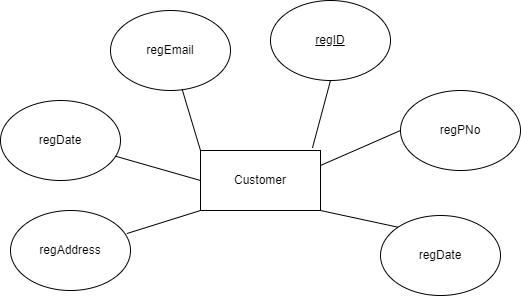 regID
regEmail
regPNo
regDate
Customer
regAddress
regDate